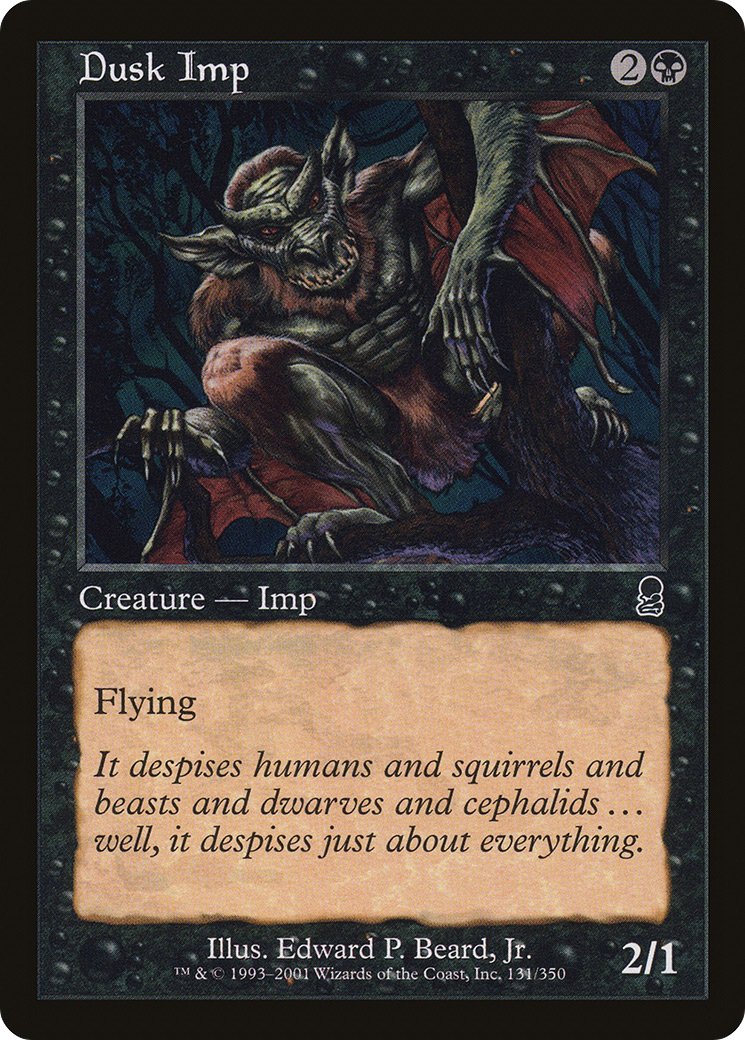 Dusk Imp
2
Creature — Imp
Flying
It despises humans and squirrels and
beasts and dwarves and cephalids ...
well, it despises just about everything.
Illus. Edward P. Beard, Jr.
™ & © 1993–2001 Wizards of the Coast, Inc. 131/350
2/1